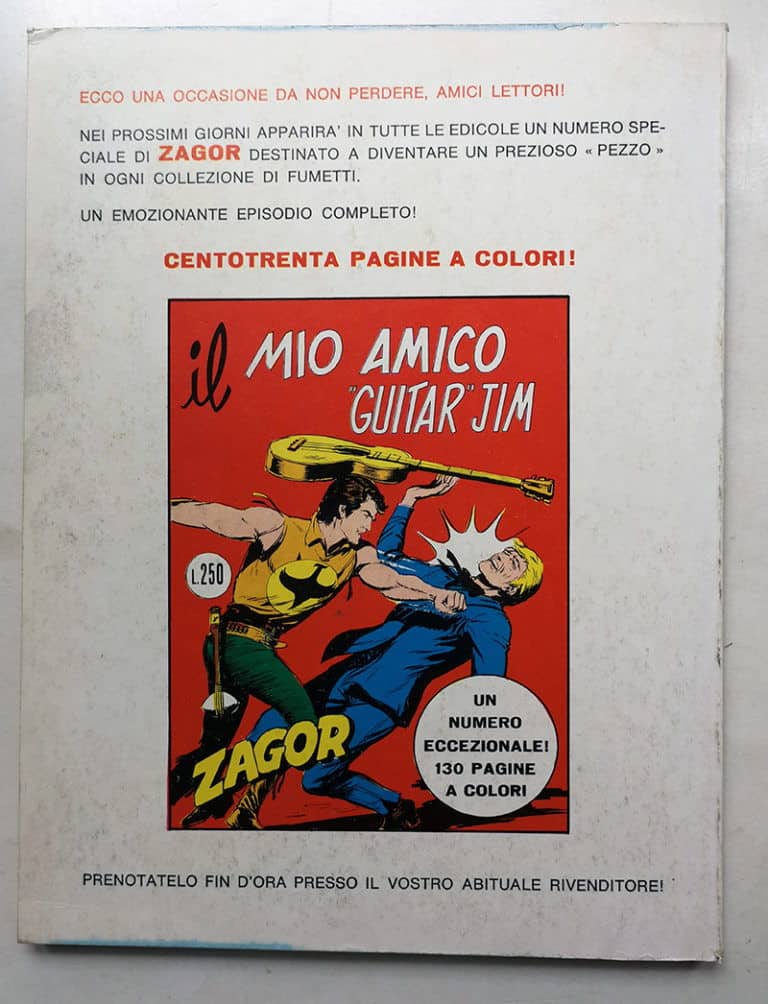 ECCO UNA OCCASIONE DA NON PERDERE, AMICI LETTORI!
NEI PROSSIMI GIORNI APPARIRA' IN TUTTE LE EDICOLE UN NUMERO SPE-
CIALE DI ZAGOR DESTINATO A DIVENTARE UN PREZIOSO « PEZZO »
IN OGNI COLLEZIONE DI FUMETTI.
UN EMOZIONANTE EPISODIO COMPLETO!
CENTOTRENTA PAGINE A COLORI!
il MIO AMICO
"GUITAR" JIM
L.250
ZAGOR
UN
NUMERO
ECCEZIONALE!
130 PAGINE
A COLORI
PRENOTATELO FIN D'ORA PRESSO IL VOSTRO ABITUALE RIVENDITORE!